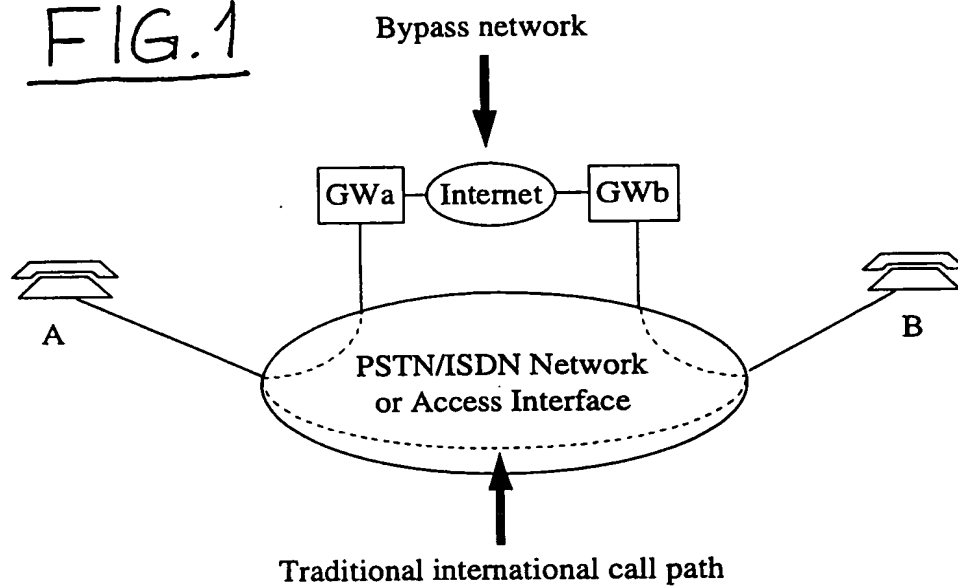 FIG.1
Bypass network
GWa
Internet
GWb
A
B
PSTN/ISDN Network
or Access Interface
Traditional international call path